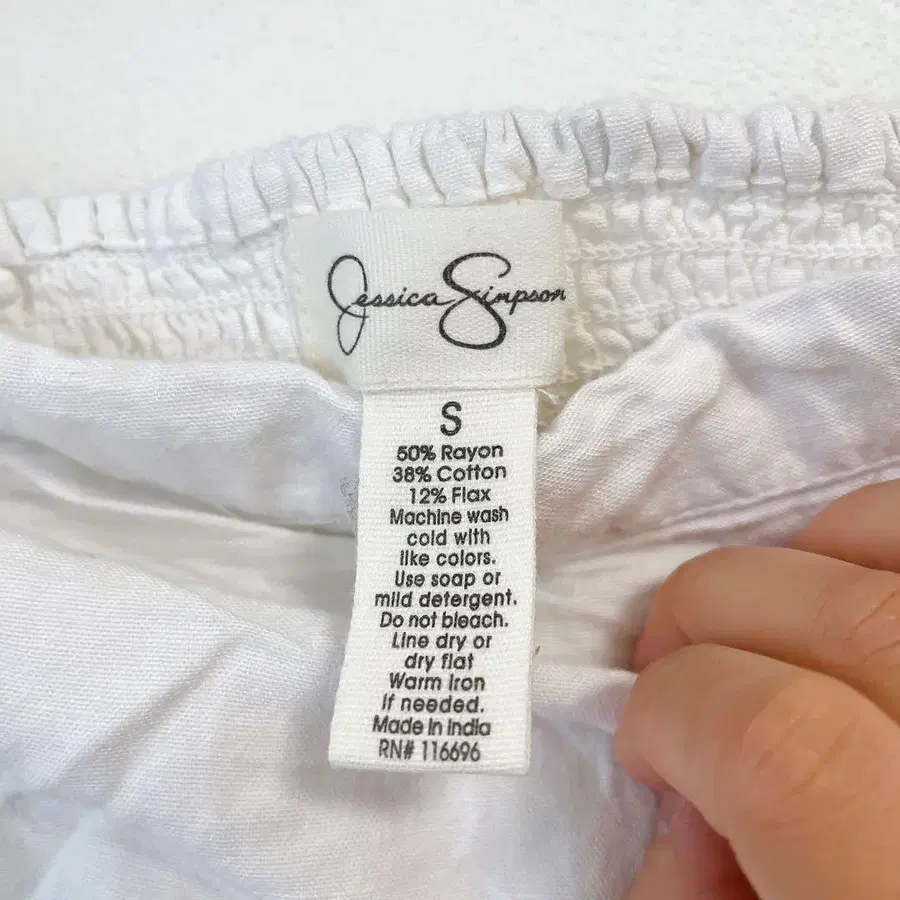 Jessica Simpson
S
50% Rayon
38% Cotton
12% Flax
Machine wash
cold with
like colors.
Use soap or
mild detergent.
Do not bleach.
Line dry or
dry flat
Warm Iron
if needed.
Made in India
RN# 116696